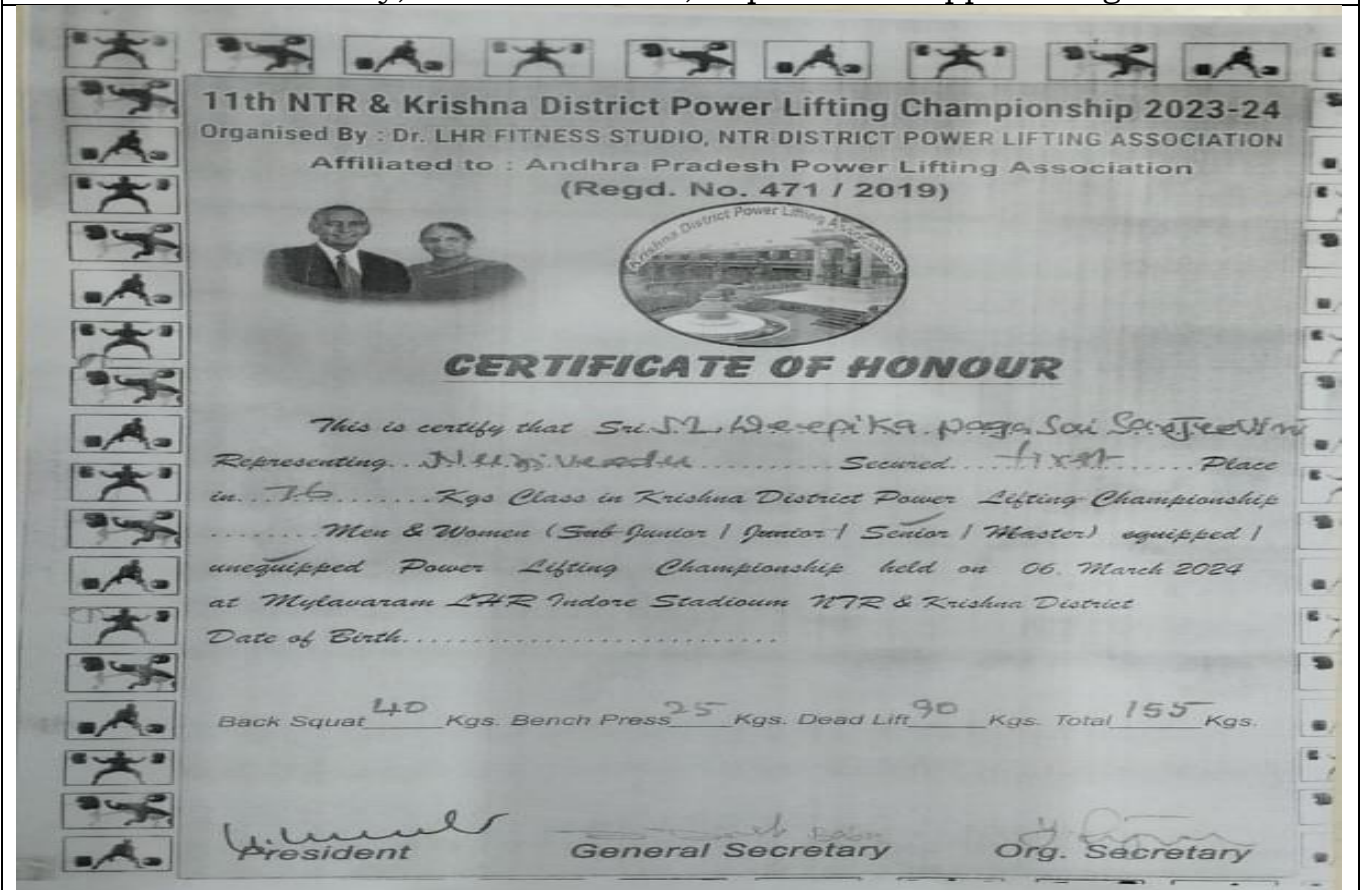 11th NTR & Krishna District Power Lifting Championship 2023-24
Organised By : Dr. LHR FITNESS STUDIO, NTR DISTRICT POWER LIFTING ASSOCIATION
Affiliated to : Andhra Pradesh Power Lifting Association
(Regd. No. 471 / 2019)
Krishna District Power Lifting Association
CERTIFICATE OF HONOUR
This is certify that Sri. Deepika Naga Sai
Representing.. .......... Secured.... first ...... Place
in...76.......Kgs Class in Krishna District Power Lifting Championship
........Men & Women (Sub-Junior / Junior / Senior / Master) equipped /
unequipped Power Lifting Championship held on 06. March 2024
at Mylavaram LHR Indore Stadioum NTR & Krishna District
Date of Birth..............................
Back Squat 40 Kgs. Bench Press 25 Kgs. Dead Lift 90 Kgs. Total 155 Kgs.
President General Secretary Org. Secretary